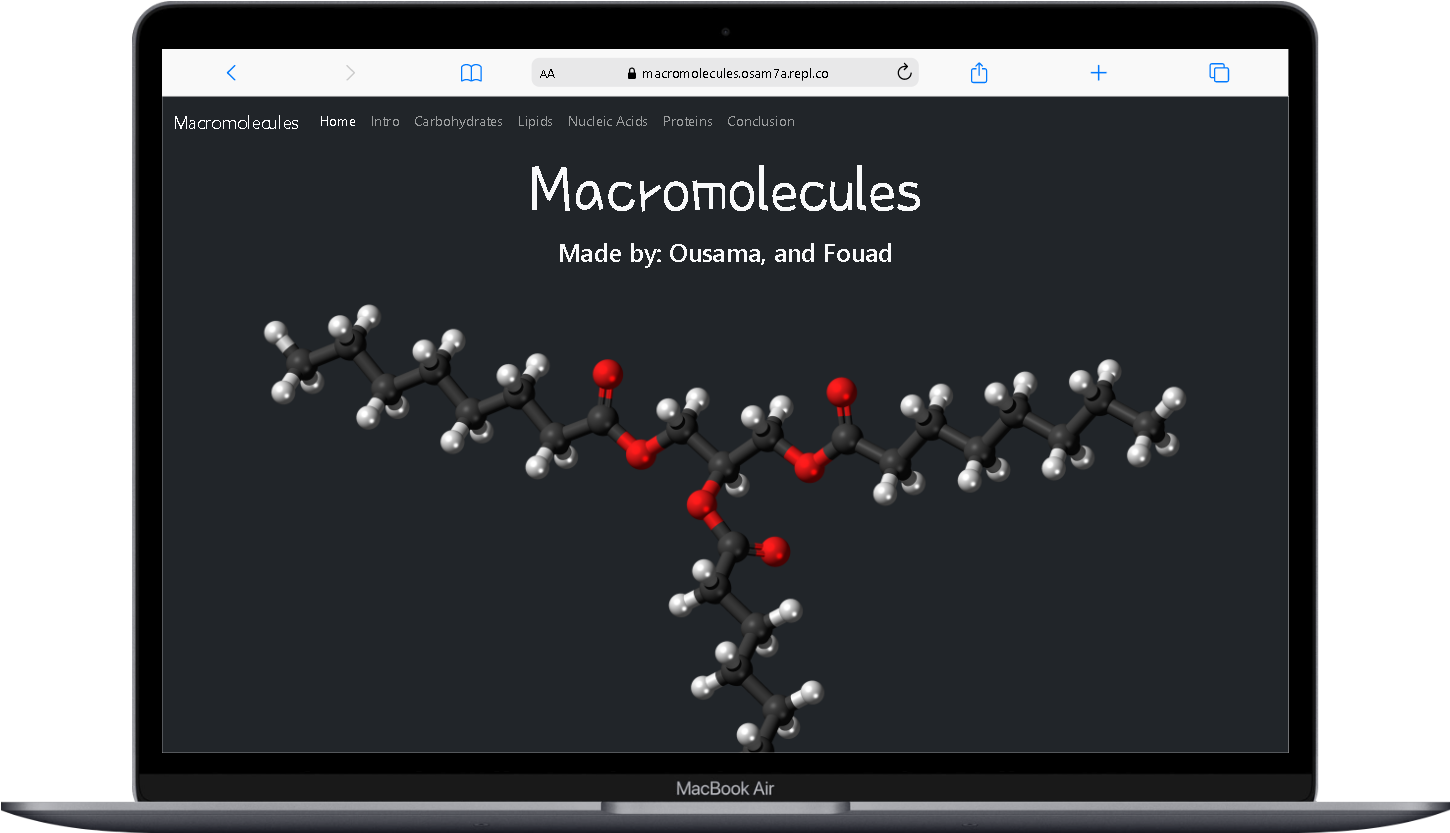 AA macromolecules.osam7a.repl.co
Macromolecules Home Intro Carbohydrates Lipids Nucleic Acids Proteins Conclusion
Macromolecules
Made by: Ousama, and Fouad
MacBook Air